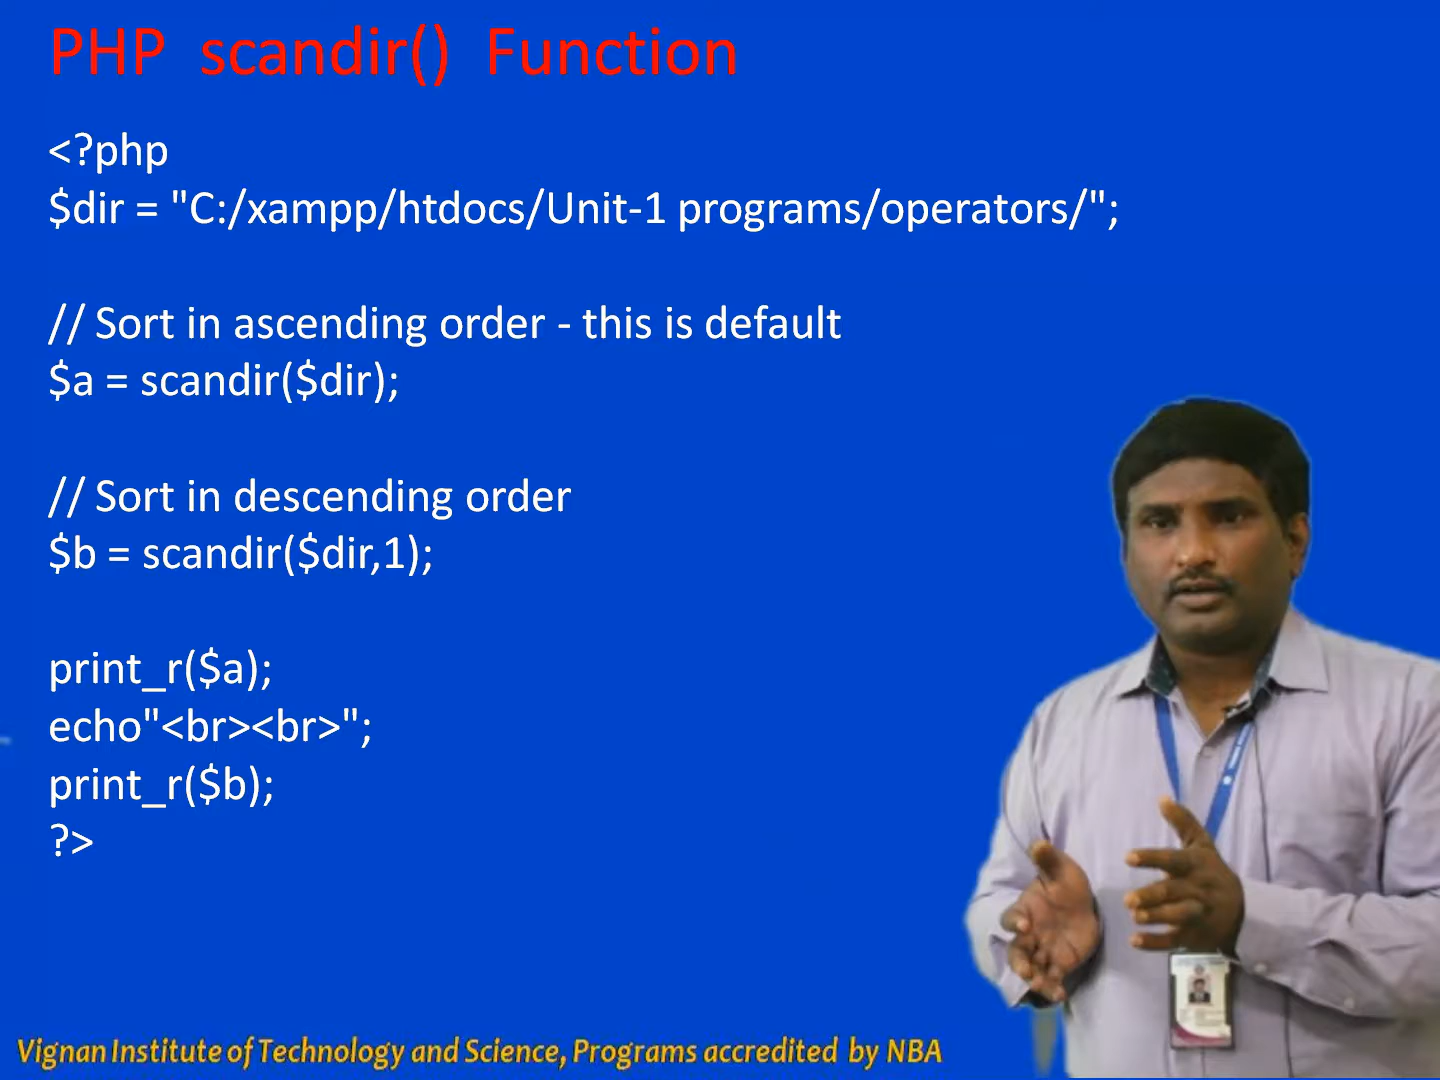 PHP scandir() Function
<?php
$dir = "C:/xampp/htdocs/Unit-1 programs/operators/";
// Sort in ascending order - this is default
$a = scandir($dir);
// Sort in descending order
$b = scandir($dir,1);
print_r($a);
echo"<br><br>";
print_r($b);
?>
Vignan Institute of Technology and Science, Programs accredited by NBA